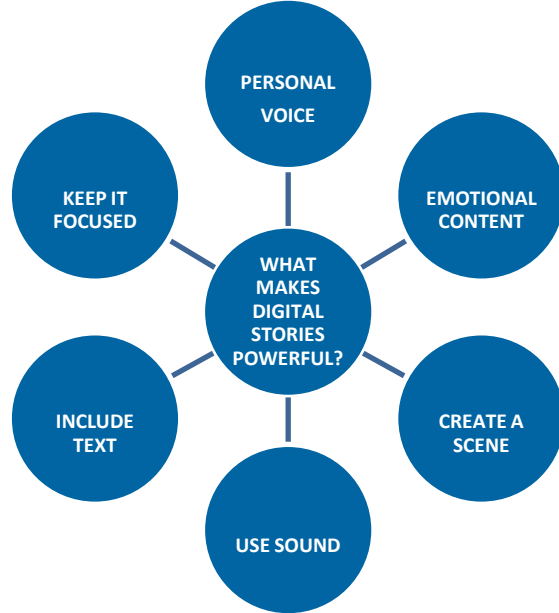 PERSONAL
VOICE
KEEP IT
FOCUSED
EMOTIONAL
CONTENT
WHAT
MAKES
DIGITAL
STORIES
POWERFUL?
INCLUDE
TEXT
CREATE A
SCENE
USE SOUND